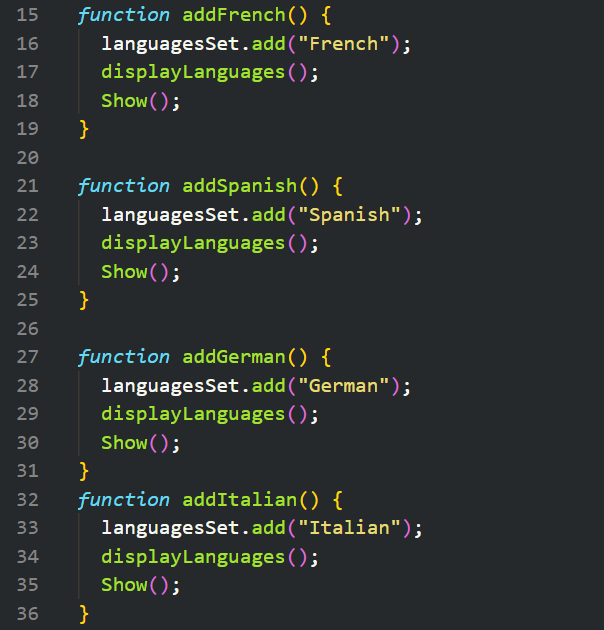 15 function addFrench() {
16 languagesSet.add("French");
17 displayLanguages();
18 Show();
19 }
20
21 function addSpanish() {
22 languagesSet.add("Spanish");
23 displayLanguages();
24 Show();
25 }
26
27 function addGerman() {
28 languagesSet.add("German");
29 displayLanguages();
30 Show();
31 }
32 function addItalian() {
33 languagesSet.add("Italian");
34 displayLanguages();
35 Show();
36 }